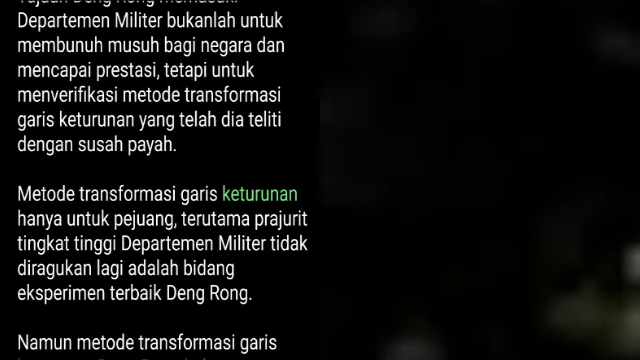 Departemen Militer bukanlah untuk
membunuh musuh bagi negara dan
mencapai prestasi, tetapi untuk
menverifikasi metode transformasi
garis keturunan yang telah dia teliti
dengan susah payah.
Metode transformasi garis keturunan
hanya untuk pejuang, terutama prajurit
tingkat tinggi Departemen Militer tidak
diragukan lagi adalah bidang
eksperimen terbaik Deng Rong.
Namun metode transformasi garis